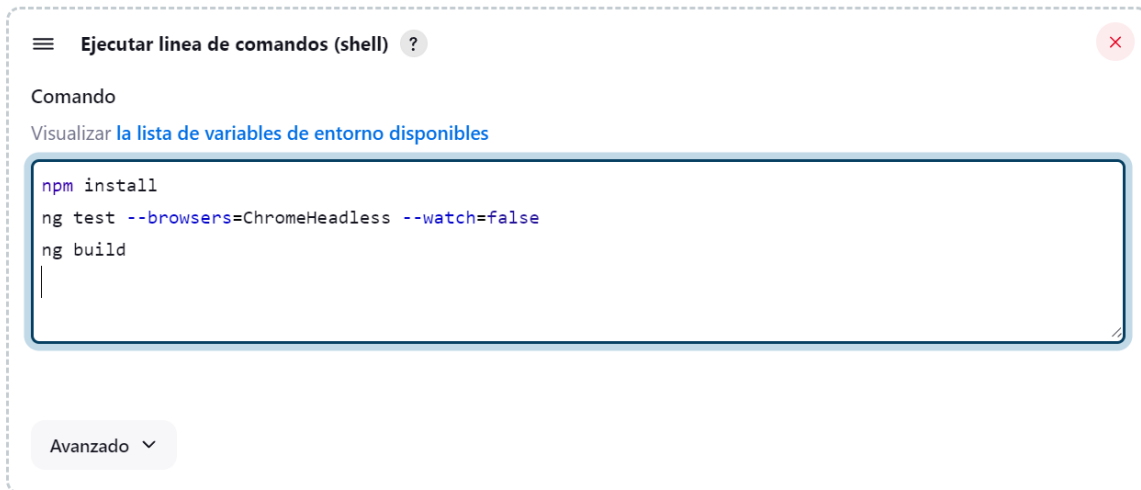 Ejecutar linea de comandos (shell) ?
Comando
Visualizar la lista de variables de entorno disponibles
npm install
ng test --browsers=ChromeHeadless --watch=false
ng build
Avanzado